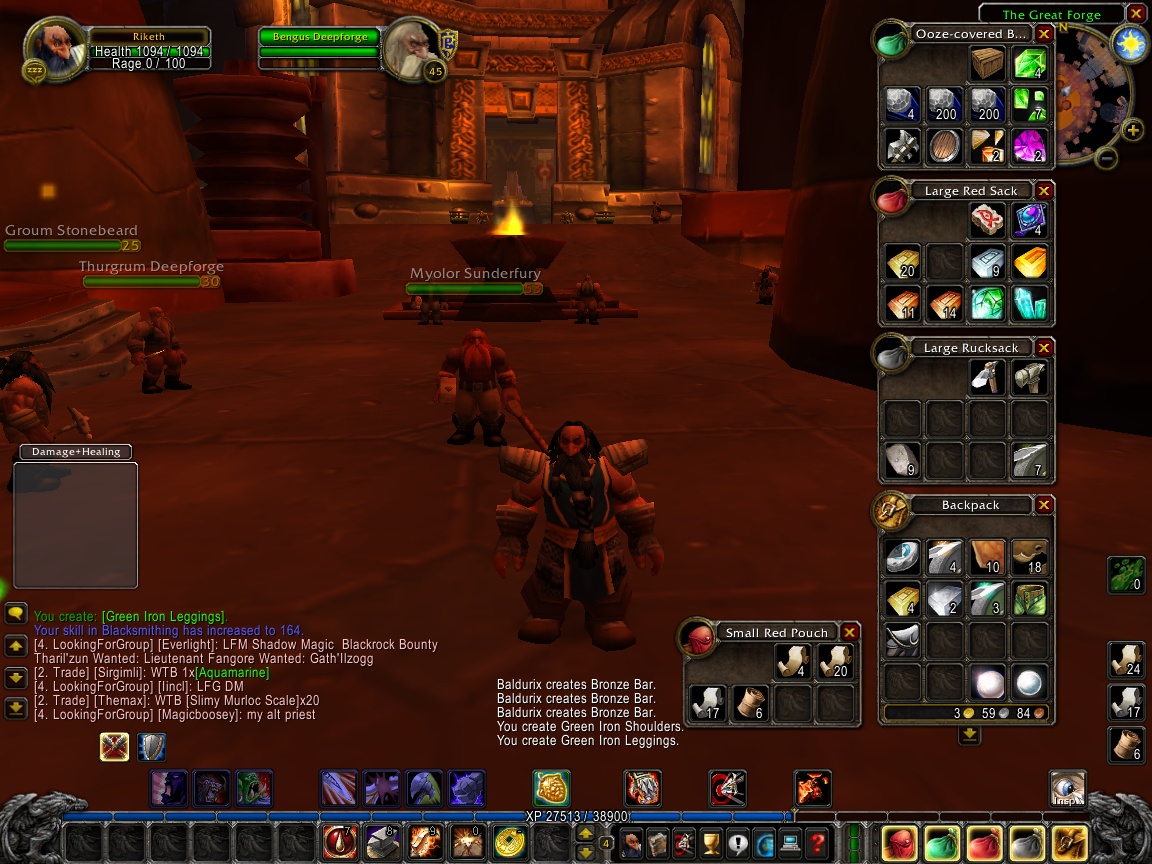 Riketh
Health 1094 / 1094
Rage 0 / 100
zzz
Bengus Deepforge
45
The Great Forge
N
Ooze-covered B...
4
4
200
200
7
2
2
Large Red Sack
4
20
9
11
14
Large Rucksack
9
7
Backpack
4
10
18
4
2
3
3 59 84
Groum Stonebeard
25
Thurgrum Deepforge
30
Myolor Sunderfury
Damage+Healing
You create: [Green Iron Leggings].
Your skill in Blacksmithing has increased to 164.
[4. LookingForGroup] [Everlight]: LFM Shadow Magic Blackrock Bounty
Tharil'zun Wanted: Lieutenant Fangore Wanted: Gath'Ilzogg
[2. Trade] [Sirgimli]: WTB 1x[Aquamarine]
[4. LookingForGroup] [Iincl]: LFG DM
[2. Trade] [Themax]: WTB [Slimy Murloc Scale]x20
[4. LookingForGroup] [Magicboosey]: my alt priest
Baldurix creates Bronze Bar.
Baldurix creates Bronze Bar.
Baldurix creates Bronze Bar.
You create Green Iron Shoulders.
You create Green Iron Leggings.
Small Red Pouch
4
20
17
6
0
24
17
6
Insp
XP 27513 / 38900
7
8
9
0
4